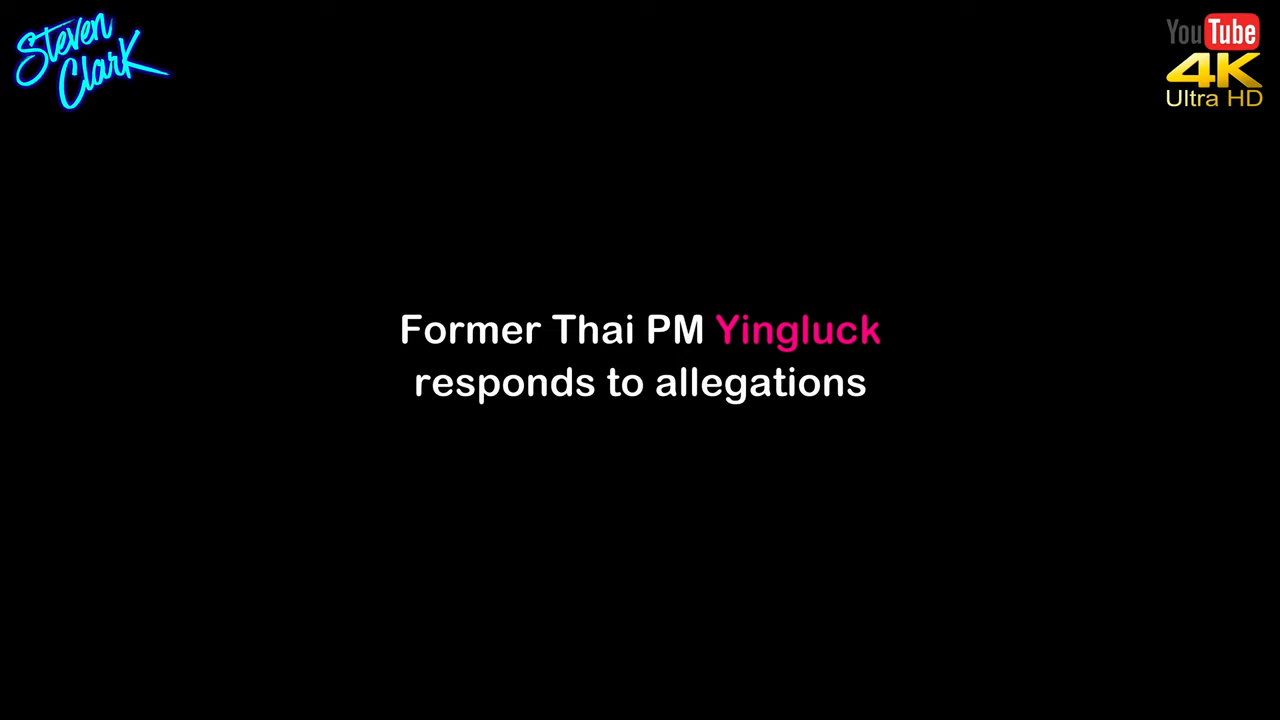 Steven
Clark
YouTube
4K
Ultra HD
Former Thai PM Yingluck
responds to allegations